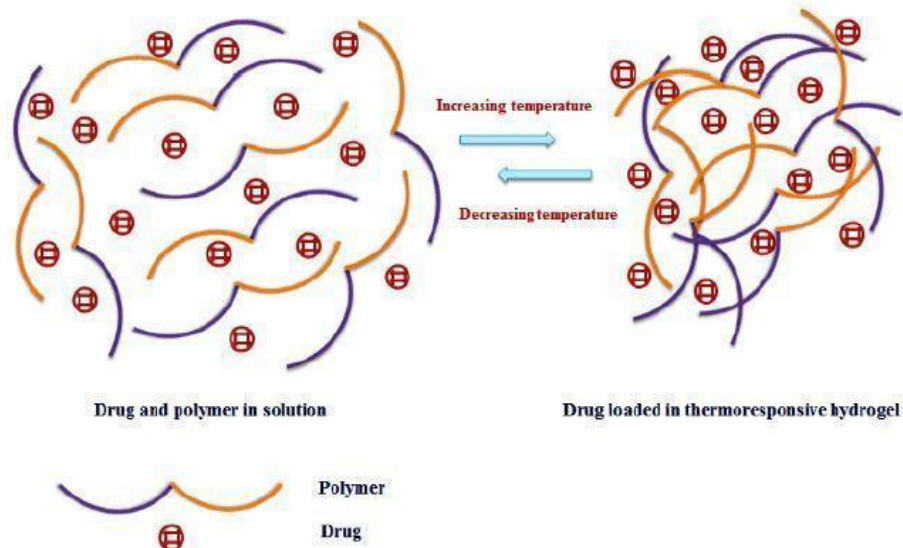 Increasing temperature
Decreasing temperature
Drug and polymer in solution
Drug loaded in thermoresponsive hydrogel
Polymer
Drug